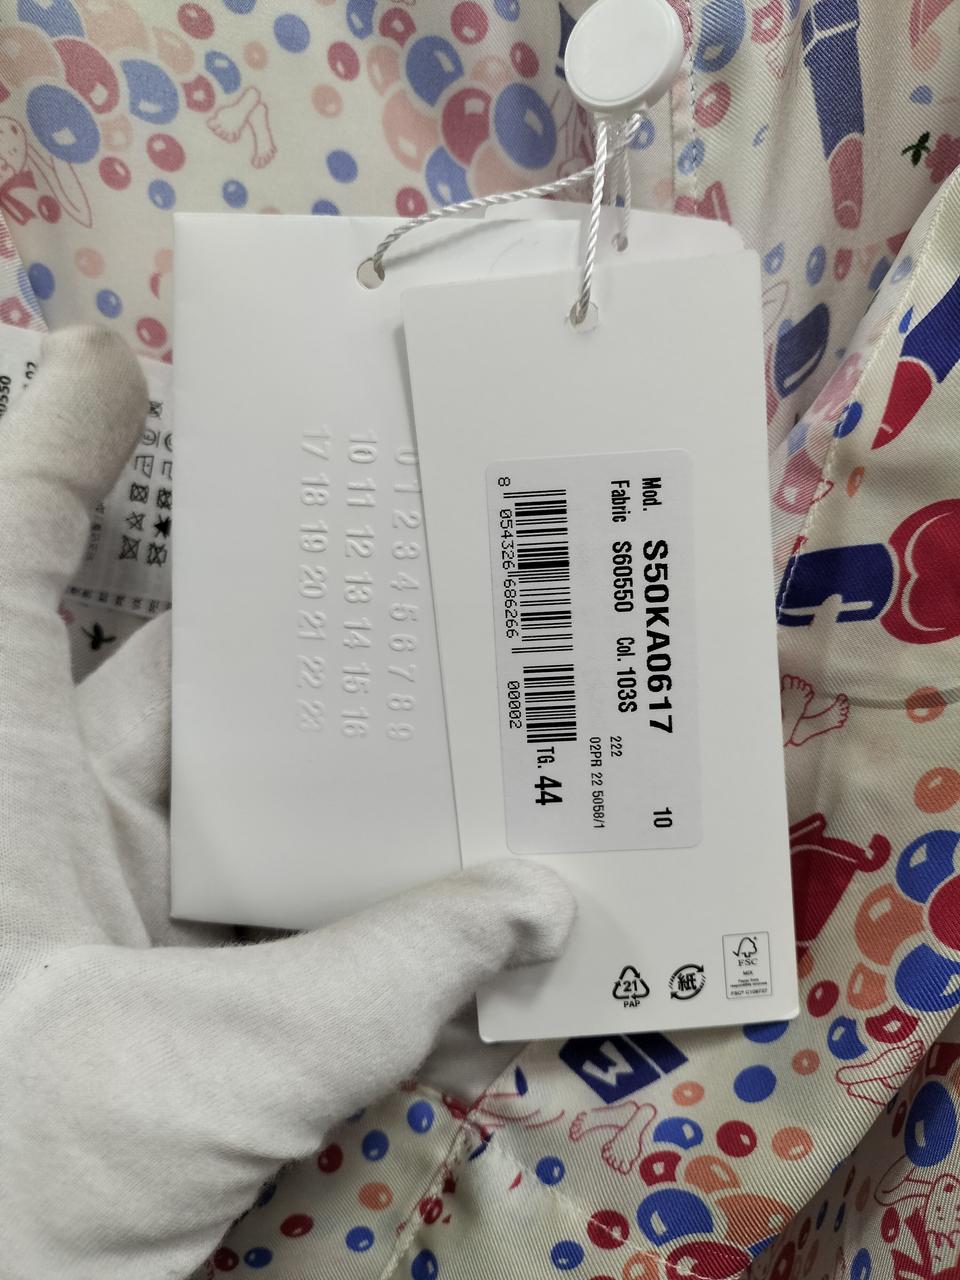 Mod. S50KA0617 10
Fabric S60550 Col. 103S
222
02PR 22 5058/1
8 054326 686266
00002
TG. 44
0 1 2 3 4 5 6 7 8 9
10 11 12 13 14 15 16
17 18 19 20 21 22 23
21
PAP
紙
FSC
MIX